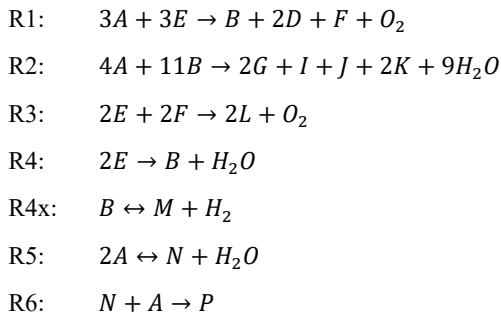 R1: 3A + 3E → B + 2D + F + O₂
R2: 4A + 11B → 2G + I + J + 2K + 9H₂O
R3: 2E + 2F → 2L + O₂
R4: 2E → B + H₂O
R4x: B ↔ M + H₂
R5: 2A ↔ N + H₂O
R6: N + A → P